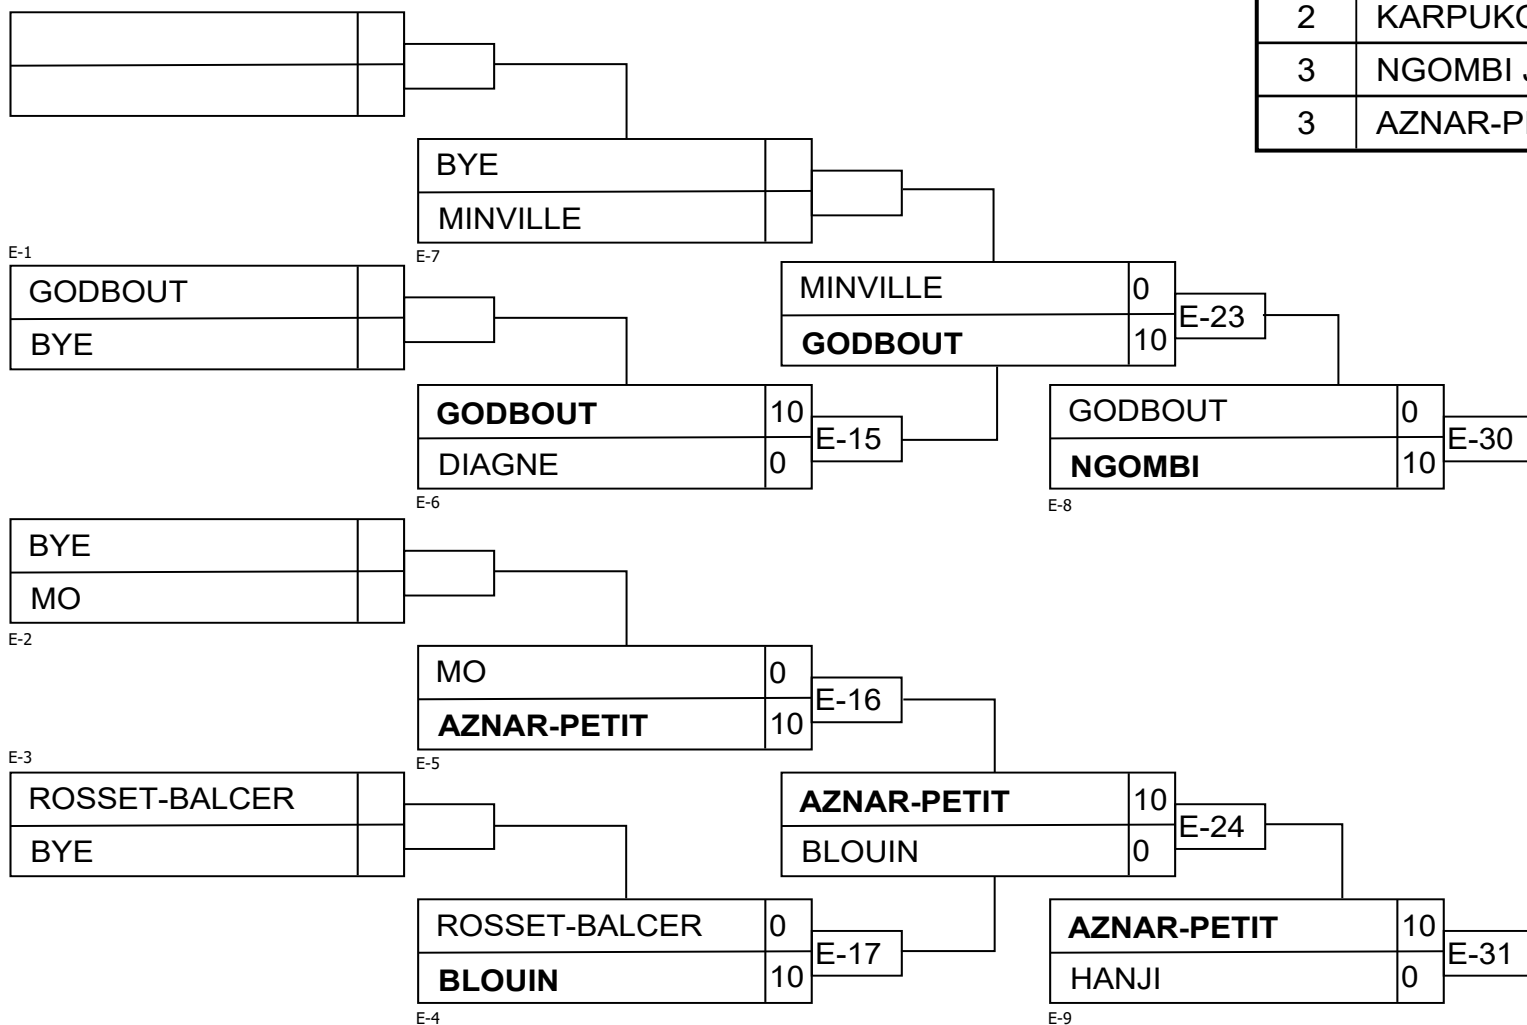 2
3 NGOMBI
3
BYE
MINVILLE
E-7
E-1
GODBOUT
BYE
MINVILLE 0
GODBOUT 10
E-23
GODBOUT 10
DIAGNE 0
E-15
E-6
GODBOUT 0
NGOMBI 10
E-30
E-8
BYE
MO
E-2
MO 0
AZNAR-PETIT 10
E-16
E-5
E-3
ROSSET-BALCER
BYE
AZNAR-PETIT 10
BLOUIN 0
E-24
ROSSET-BALCER 0
BLOUIN 10
E-17
E-4
AZNAR-PETIT 10
HANJI 0
E-31
E-9